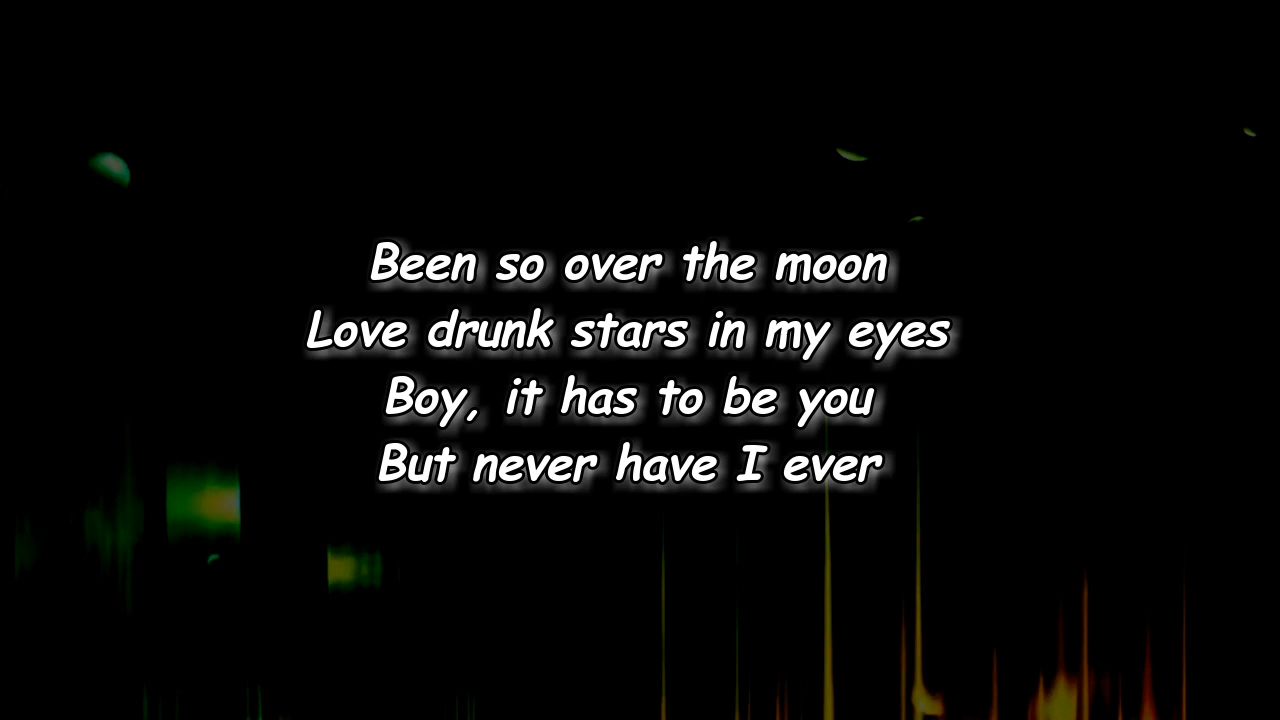 Been so over the moon
Love drunk stars in my eyes
Boy, it has to be you
But never have I ever